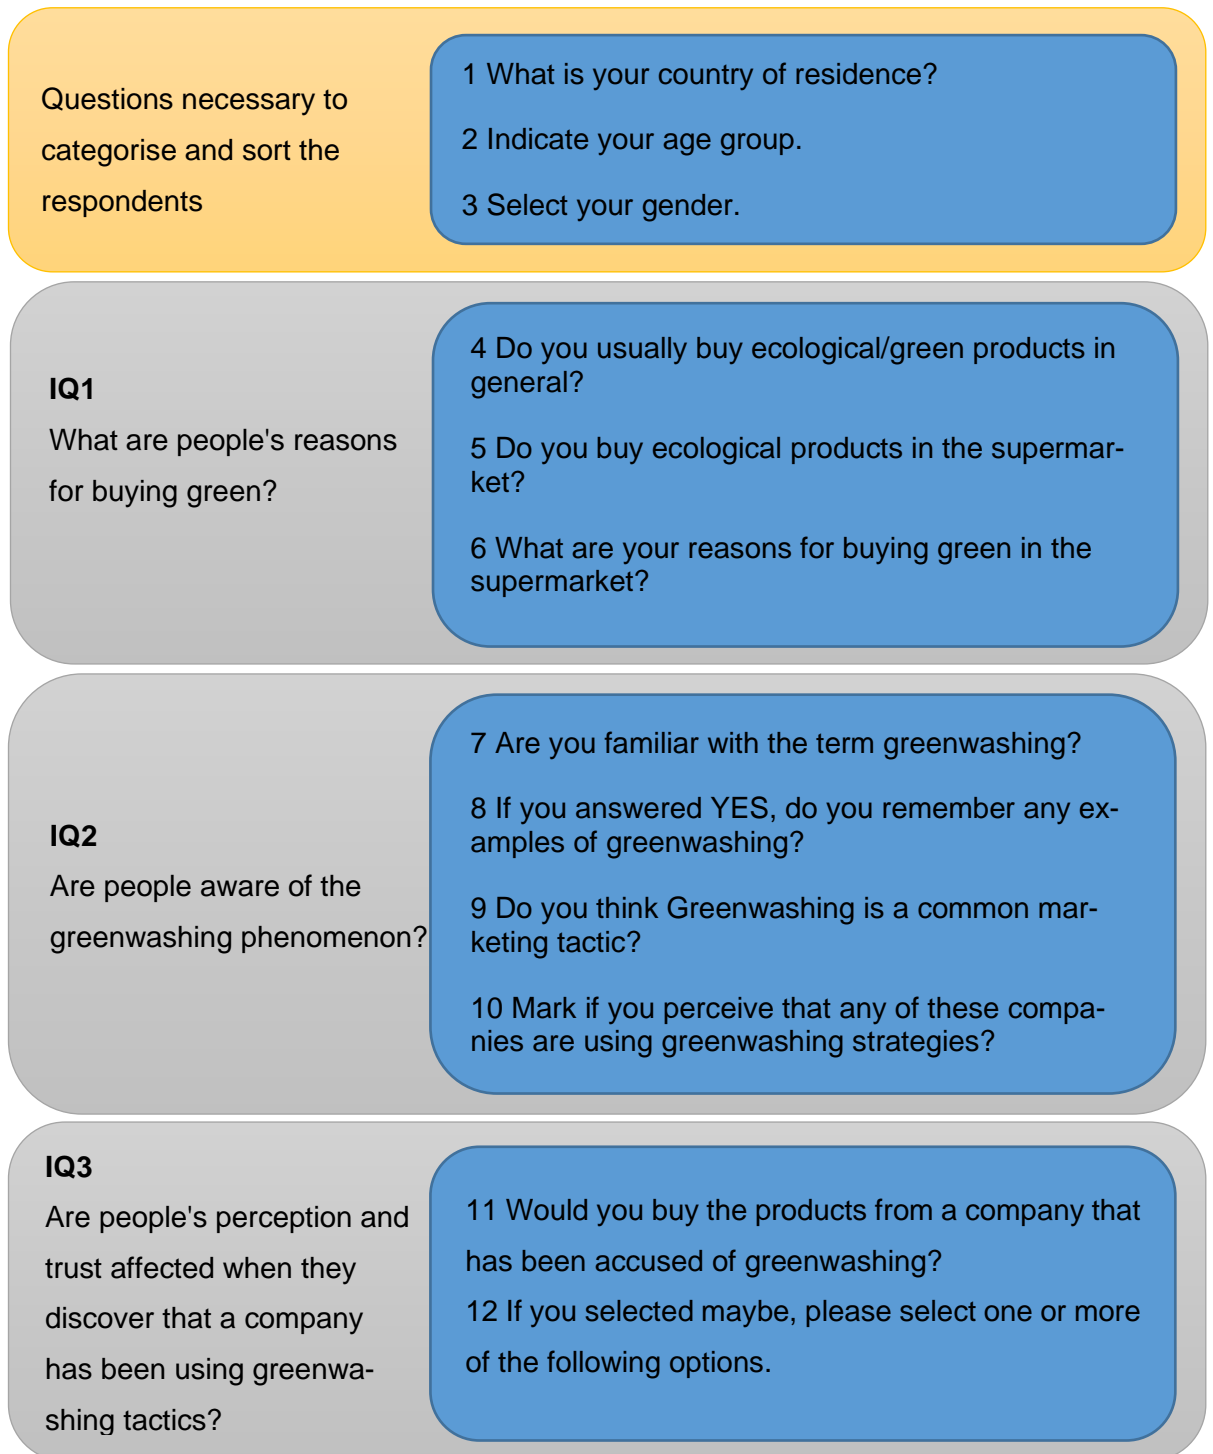 Questions necessary to
categorise and sort the
respondents
1 What is your country of residence?
2 Indicate your age group.
3 Select your gender.
IQ1
What are people's reasons
for buying green?
4 Do you usually buy ecological/green products in
general?
5 Do you buy ecological products in the supermar-
ket?
6 What are your reasons for buying green in the
supermarket?
IQ2
Are people aware of the
greenwashing phenomenon?
7 Are you familiar with the term greenwashing?
8 If you answered YES, do you remember any ex-
amples of greenwashing?
9 Do you think Greenwashing is a common mar-
keting tactic?
10 Mark if you perceive that any of these compa-
nies are using greenwashing strategies?
IQ3
Are people's perception and
trust affected when they
discover that a company
has been using greenwa-
shing tactics?
11 Would you buy the products from a company that
has been accused of greenwashing?
12 If you selected maybe, please select one or more
of the following options.